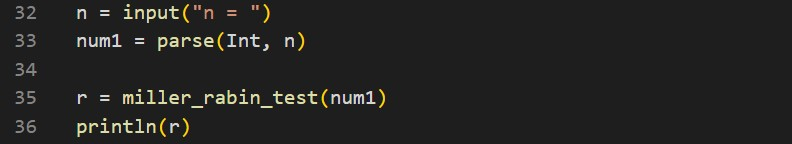 32 n = input("n = ")
33 num1 = parse(Int, n)
34
35 r = miller_rabin_test(num1)
36 println(r)